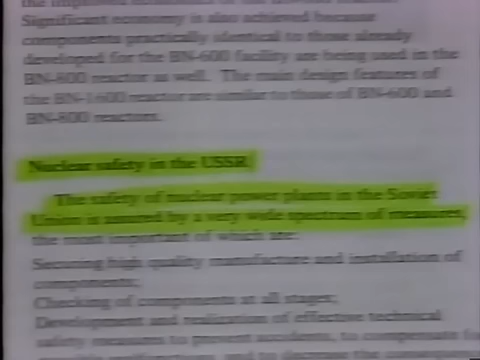 Significant economy is also achieved because
components practically identical to those already
developed for the BN-600 facility are being used in the
BN-800 reactor as well. The main design features of
the BN-1600 reactor are similar to those of BN-600 and
BN-800 reactors.
Nuclear safety in the USSR
The safety of nuclear power plants in the Soviet
Union is assured by a very wide spectrum of measures,
the most important of which are:
Securing high quality manufacture and installation of
components;
Checking of components at all stages;
Development and realization of effective technical
safety measures to prevent accidents, to compensate